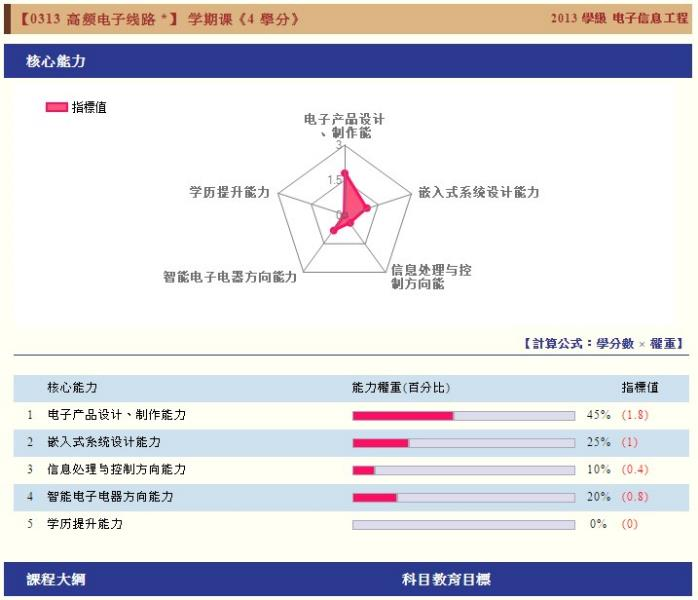 【0313 高频电子线路 *】 学期课《4 學分》
2013 學級 电子信息工程
核心能力
指標值
电子产品设计
、制作能
3
1.5
0
学历提升能力
嵌入式系统设计能力
智能电子电器方向能力
信息处理与控
制方向能
【計算公式：學分數 × 權重】
核心能力 能力權重(百分比) 指標值
1 电子产品设计、制作能力 45% (1.8)
2 嵌入式系统设计能力 25% (1)
3 信息处理与控制方向能力 10% (0.4)
4 智能电子电器方向能力 20% (0.8)
5 学历提升能力 0% (0)
課程大綱 科目教育目標